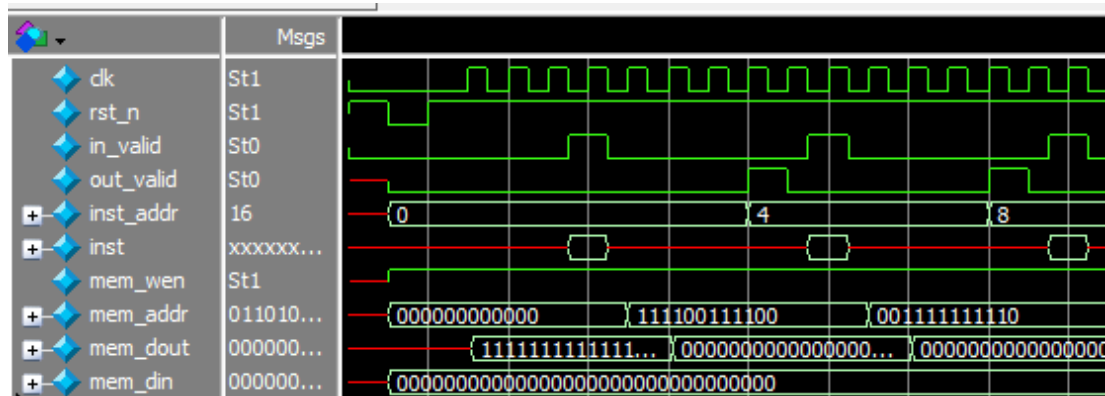 Msgs
clk St1
rst_n St1
in_valid St0
out_valid St0
inst_addr 16 0 4 8
inst xxxxxx...
mem_wen St1
mem_addr 011010... 000000000000 111100111100 001111111110
mem_dout 000000... 1111111111111... 0000000000000000... 0000000000000000
mem_din 000000... 00000000000000000000000000000000